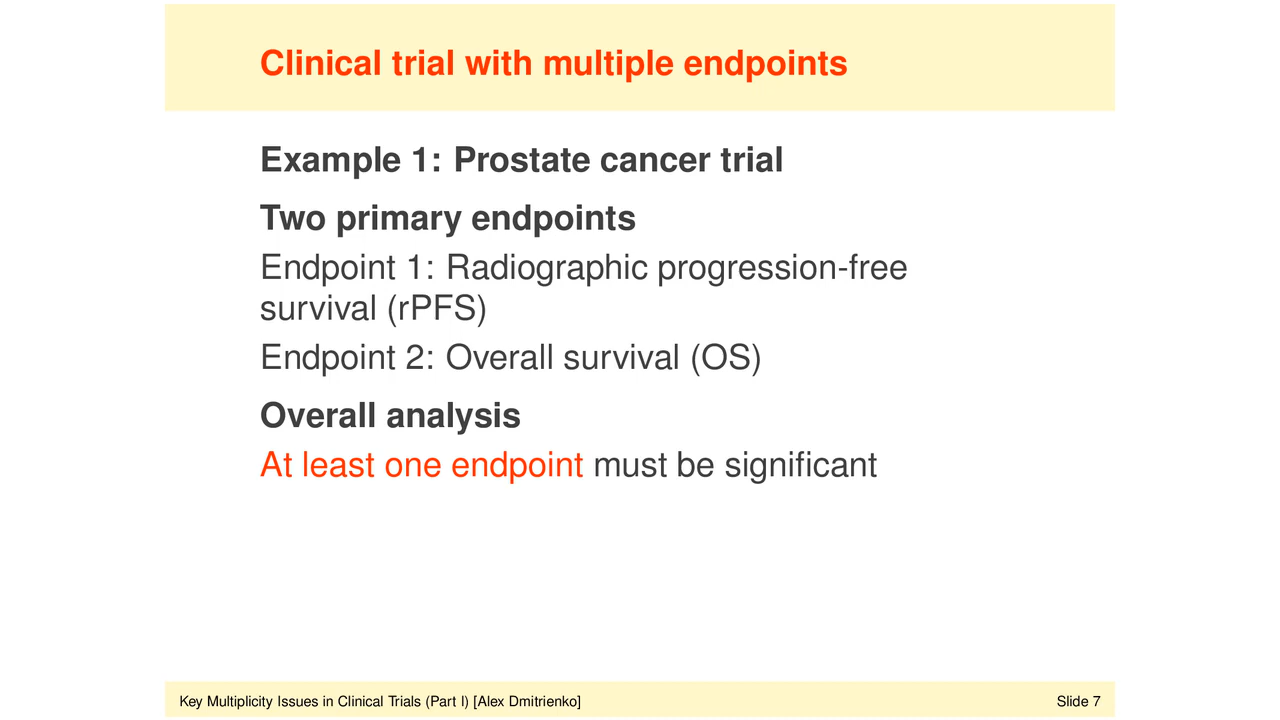 Clinical trial with multiple endpoints
Example 1: Prostate cancer trial
Two primary endpoints
Endpoint 1: Radiographic progression-free
survival (rPFS)
Endpoint 2: Overall survival (OS)
Overall analysis
At least one endpoint must be significant
Key Multiplicity Issues in Clinical Trials (Part I) [Alex Dmitrienko]
Slide 7